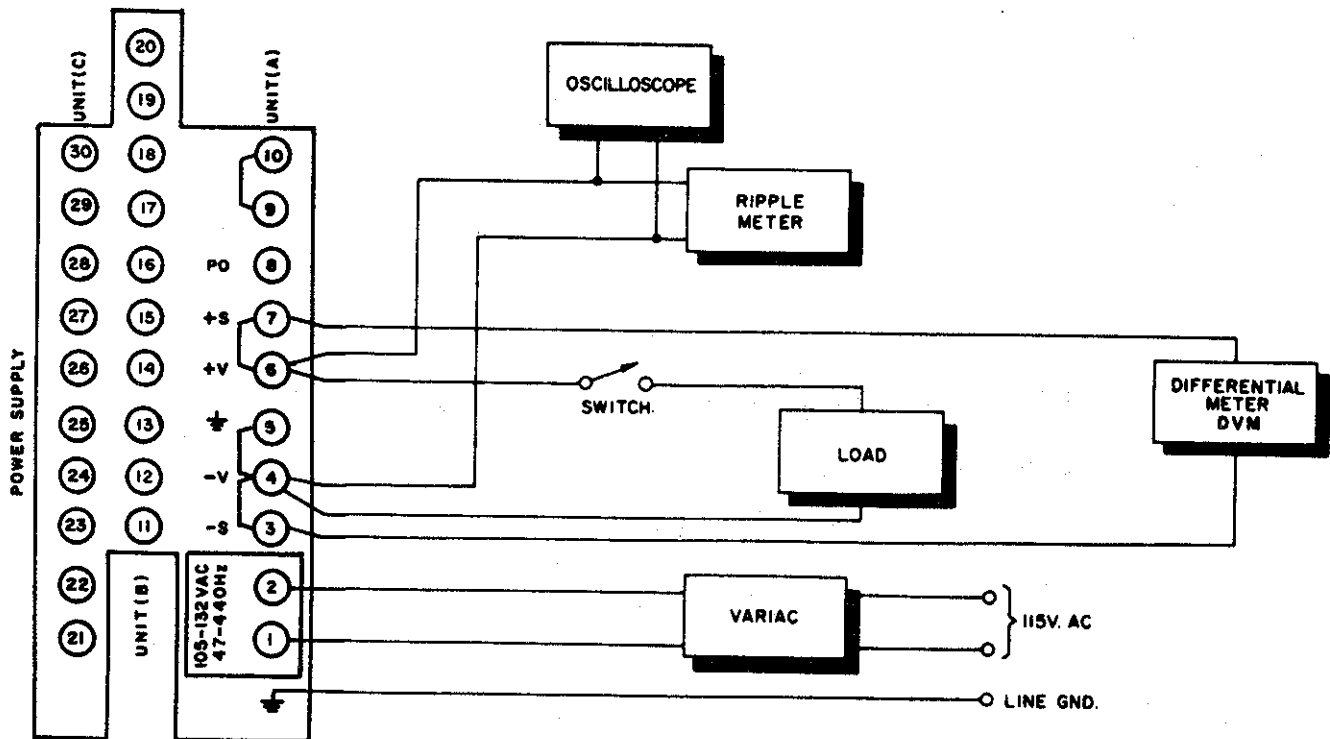 POWER SUPPLY
UNIT(C)
UNIT(A)
UNIT(B)
20
19
30
18
10
29
17
9
28
16
PO
8
27
15
+S
7
26
14
+V
6
25
13
5
24
12
-V
4
23
11
-S
3
22
2
21
1
105-132VAC
47-440Hz
OSCILLOSCOPE
RIPPLE
METER
SWITCH.
LOAD
DIFFERENTIAL
METER
DVM
VARIAC
115V. AC
LINE GND.